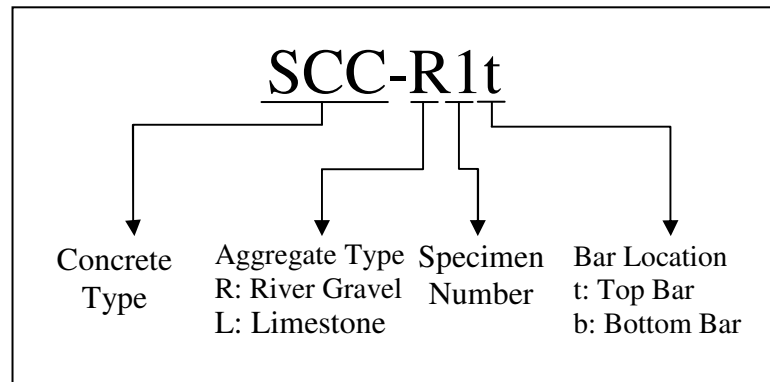 SCC-R1t
Concrete
Type
Aggregate Type
R: River Gravel
L: Limestone
Specimen
Number
Bar Location
t: Top Bar
b: Bottom Bar